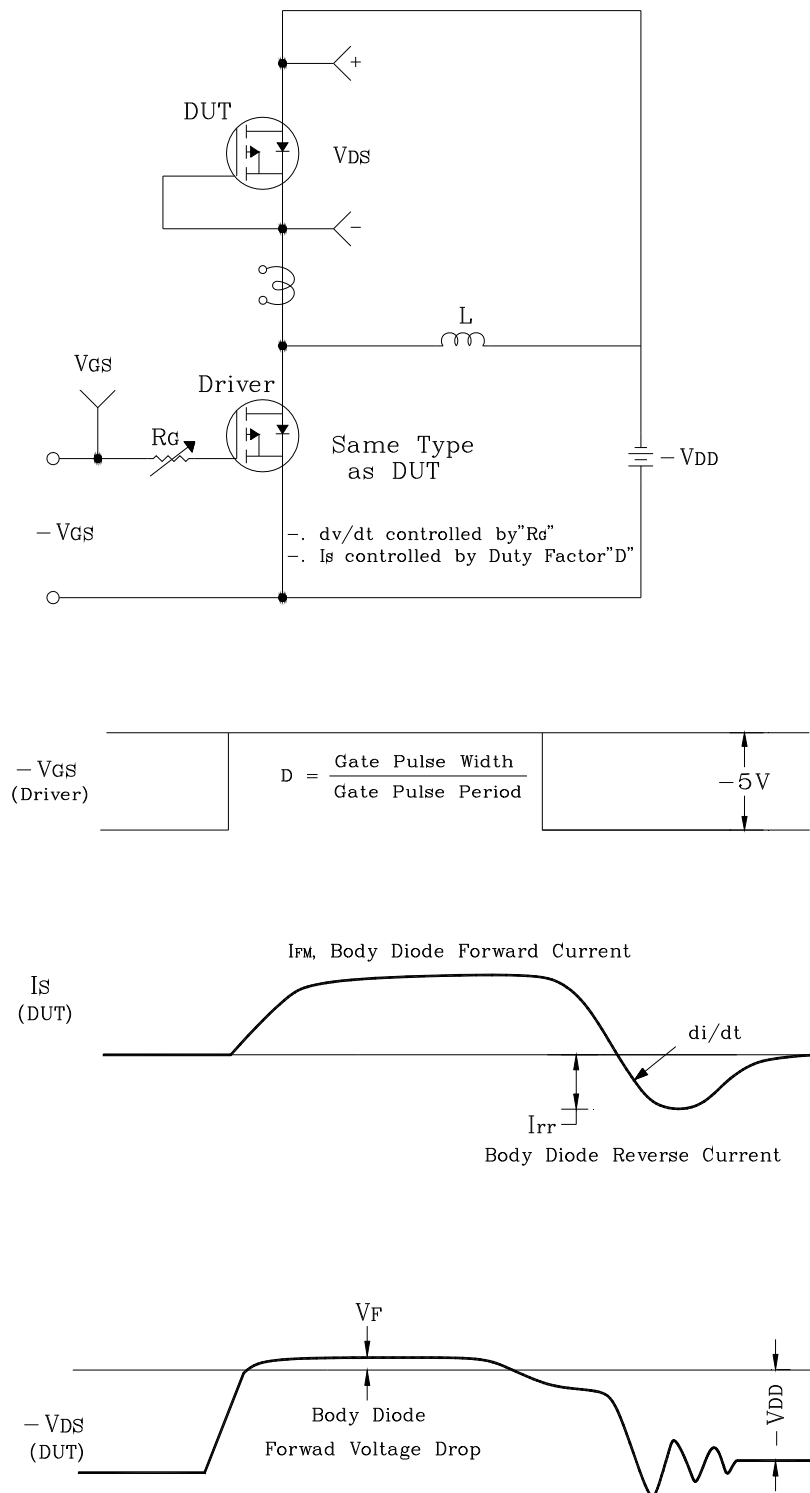 +
DUT
VDS
-
L
VGS
Driver
RG
Same Type
as DUT
- VDD
- VGS
-. dv/dt controlled by"RG"
-. IS controlled by Duty Factor"D"
- VGS
(Driver)
D = Gate Pulse Width
Gate Pulse Period
-5V
IFM, Body Diode Forward Current
IS
(DUT)
di/dt
Irr
Body Diode Reverse Current
VF
- VDD
- VDS
(DUT)
Body Diode
Forwad Voltage Drop